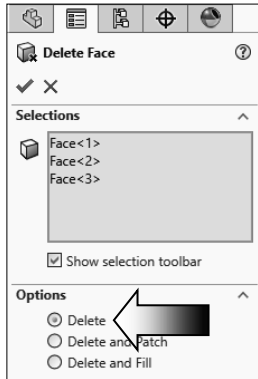 Delete Face
Selections
Face<1>
Face<2>
Face<3>
Show selection toolbar
Options
Delete
Delete and Patch
Delete and Fill